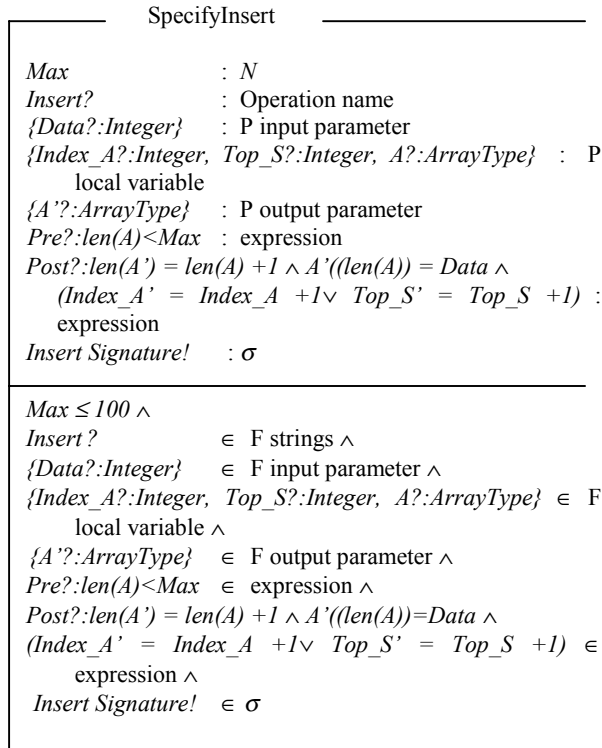 SpecifyInsert
Max : N
Insert? : Operation name
{Data?:Integer} : P input parameter
{Index_A?:Integer, Top_S?:Integer, A?:ArrayType} : P
local variable
{A’?:ArrayType} : P output parameter
Pre?:len(A)<Max : expression
Post?:len(A’) = len(A) +1 ∧ A’((len(A)) = Data ∧
(Index_A’ = Index_A +1∨ Top_S’ = Top_S +1) :
expression
Insert Signature! : σ
Max ≤ 100 ∧
Insert ? ∈ F strings ∧
{Data?:Integer} ∈ F input parameter ∧
{Index_A?:Integer, Top_S?:Integer, A?:ArrayType} ∈ F
local variable ∧
{A’?:ArrayType} ∈ F output parameter ∧
Pre?:len(A)<Max ∈ expression ∧
Post?:len(A’) = len(A) +1 ∧ A’((len(A))=Data ∧
(Index_A’ = Index_A +1∨ Top_S’ = Top_S +1) ∈
expression ∧
Insert Signature! ∈ σ